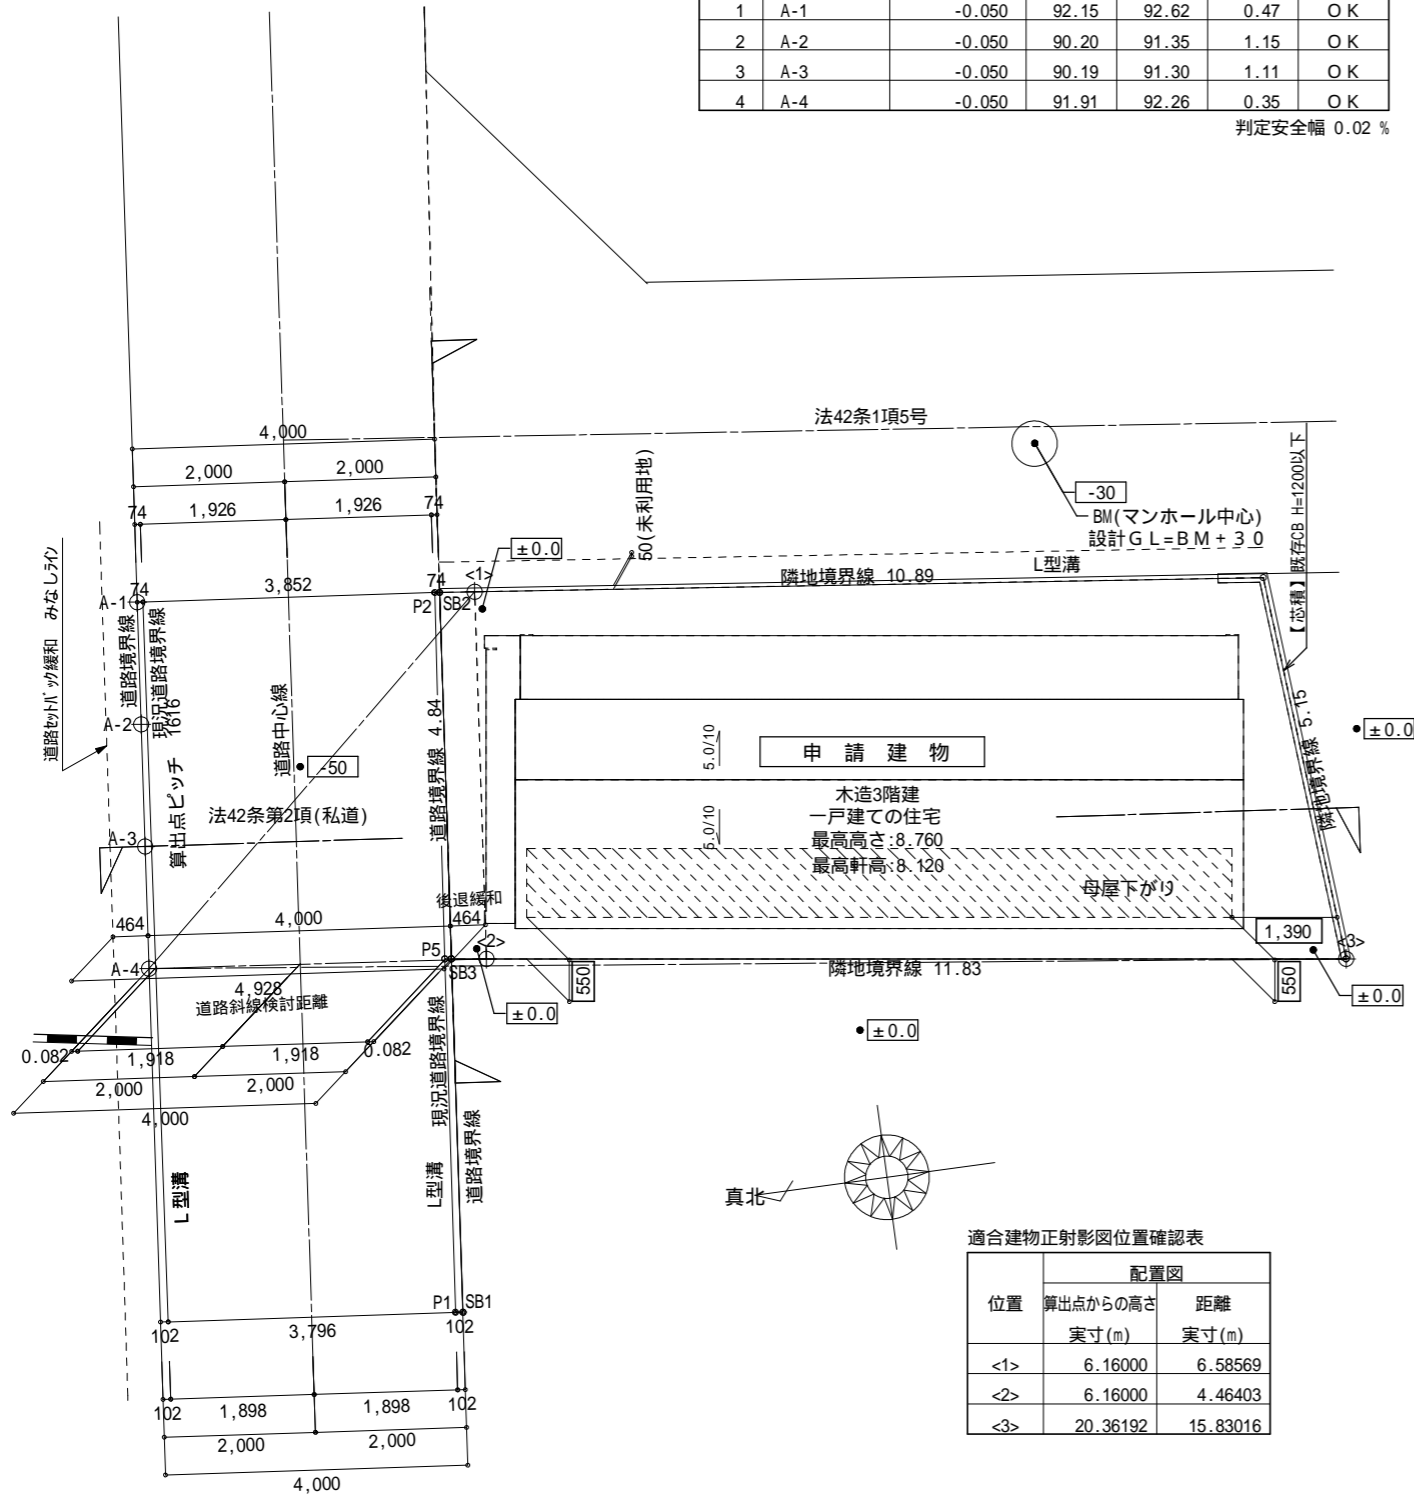 1 A-1 -0.050 92.15 92.62 0.47 ＯＫ
2 A-2 -0.050 90.20 91.35 1.15 ＯＫ
3 A-3 -0.050 90.19 91.30 1.11 ＯＫ
4 A-4 -0.050 91.91 92.26 0.35 ＯＫ
判定安全幅 0.02 %
法42条1項5号
4,000
2,000
2,000
74
1,926
1,926
74
50(未利用地)
-30
BM(マンホール中心)
設計ＧＬ=ＢＭ＋３０
【芯積】既存CB H=1200以下
±0.0
L型溝
隣地境界線 10.89
道路セットバック緩和 みなしライン
74
3,852
74
<1>
A-1
P2
SB2
道路境界線
現況道路境界線
A-2
算出点ピッチ 1616
道路中心線
-50
道路境界線 4.84
5.0/10
申請建物
隣地境界線 5.15
±0.0
法42条第2項(私道)
木造3階建
一戸建ての住宅
最高高さ:8.760
最高軒高:8.120
5.0/10
A-3
母屋下がり
後退緩和
464
4,000
464
1,390
P5
<2>
<3>
A-4
SB3
隣地境界線 11.83
4,928
道路斜線検討距離
550
550
±0.0
±0.0
±0.0
0.082
1,918
1,918
0.082
2,000
2,000
4,000
現況道路境界線
道路境界線
L型溝
L型溝
真北
P1
SB1
102
3,796
102
102
1,898
1,898
102
2,000
2,000
4,000
適合建物正射影図位置確認表
配置図
位置 算出点からの高さ 距離
実寸(m) 実寸(m)
<1> 6.16000 6.58569
<2> 6.16000 4.46403
<3> 20.36192 15.83016